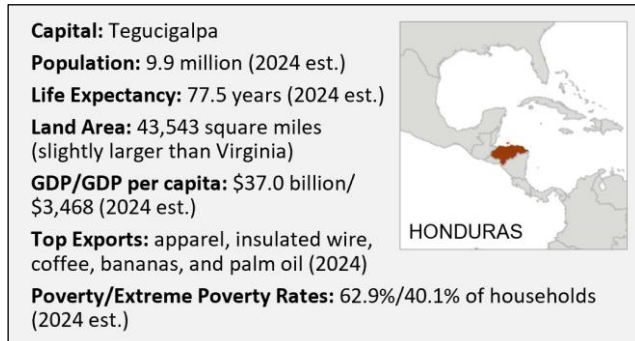 Capital: Tegucigalpa
Population: 9.9 million (2024 est.)
Life Expectancy: 77.5 years (2024 est.)
Land Area: 43,543 square miles
(slightly larger than Virginia)
GDP/GDP per capita: $37.0 billion/
$3,468 (2024 est.)
Top Exports: apparel, insulated wire,
coffee, bananas, and palm oil (2024)
Poverty/Extreme Poverty Rates: 62.9%/40.1% of households
(2024 est.)
HONDURAS